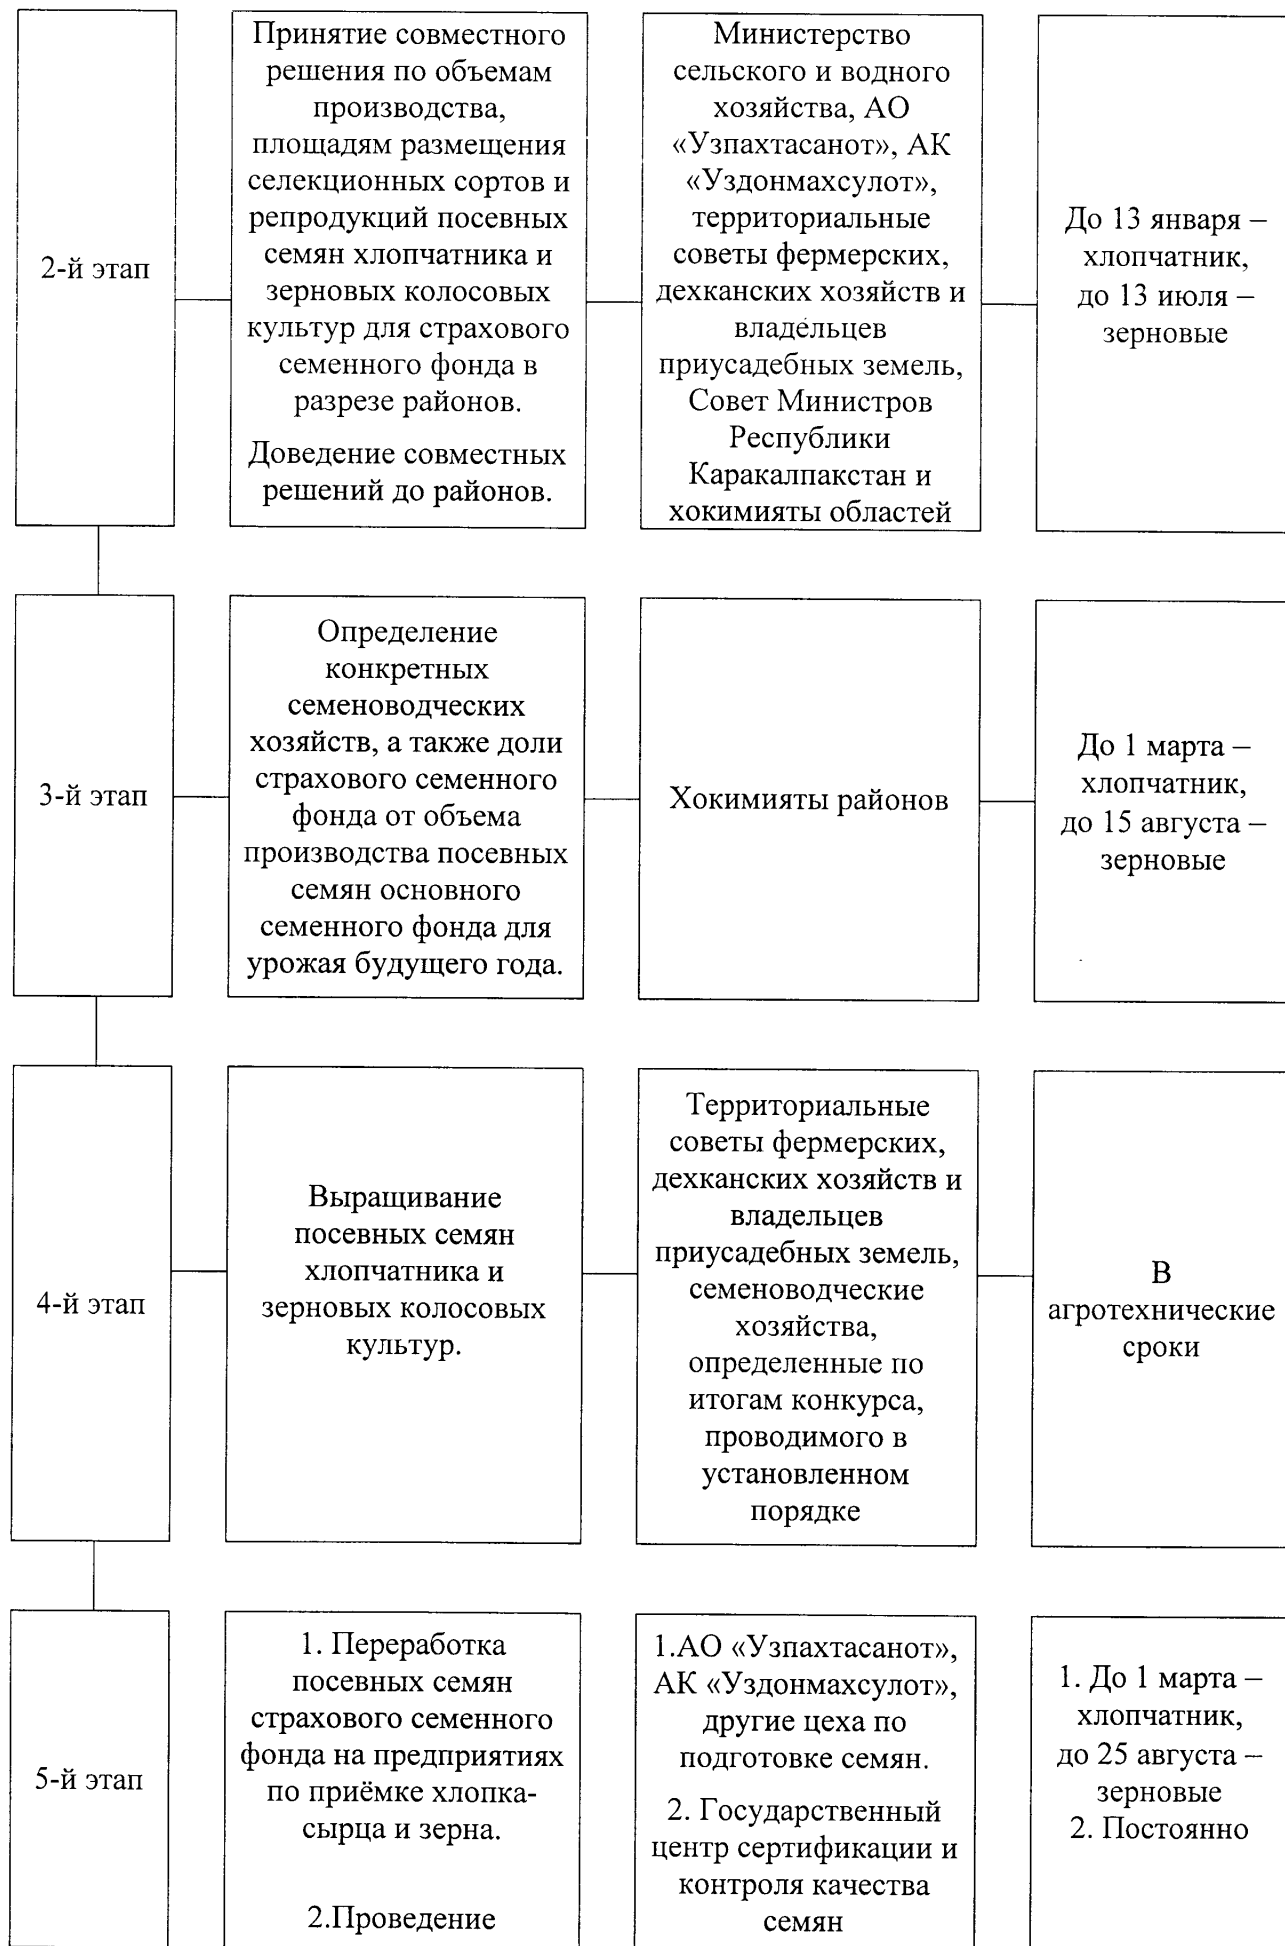 2-й этап
Принятие совместного
решения по объемам
производства,
площадям размещения
селекционных сортов и
репродукций посевных
семян хлопчатника и
зерновых колосовых
культур для страхового
семенного фонда в
разрезе районов.
Доведение совместных
решений до районов.
Министерство
сельского и водного
хозяйства, АО
«Узпахтасанот», АК
«Уздонмахсулот»,
территориальные
советы фермерских,
дехканских хозяйств и
владельцев
приусадебных земель,
Совет Министров
Республики
Каракалпакстан и
хокимияты областей
До 13 января –
хлопчатник,
до 13 июля –
зерновые
3-й этап
Определение
конкретных
семеноводческих
хозяйств, а также доли
страхового семенного
фонда от объема
производства посевных
семян основного
семенного фонда для
урожая будущего года.
Хокимияты районов
До 1 марта –
хлопчатник,
до 15 августа –
зерновые
4-й этап
Выращивание
посевных семян
хлопчатника и
зерновых колосовых
культур.
Территориальные
советы фермерских,
дехканских хозяйств и
владельцев
приусадебных земель,
семеноводческие
хозяйства,
определенные по
итогам конкурса,
проводимого в
установленном
порядке
В
агротехнические
сроки
5-й этап
1. Переработка
посевных семян
страхового семенного
фонда на предприятиях
по приёмке хлопка-
сырца и зерна.
2.Проведение
1.АО «Узпахтасанот»,
АК «Уздонмахсулот»,
другие цеха по
подготовке семян.
2. Государственный
центр сертификации и
контроля качества
семян
1. До 1 марта –
хлопчатник,
до 25 августа –
зерновые
2. Постоянно